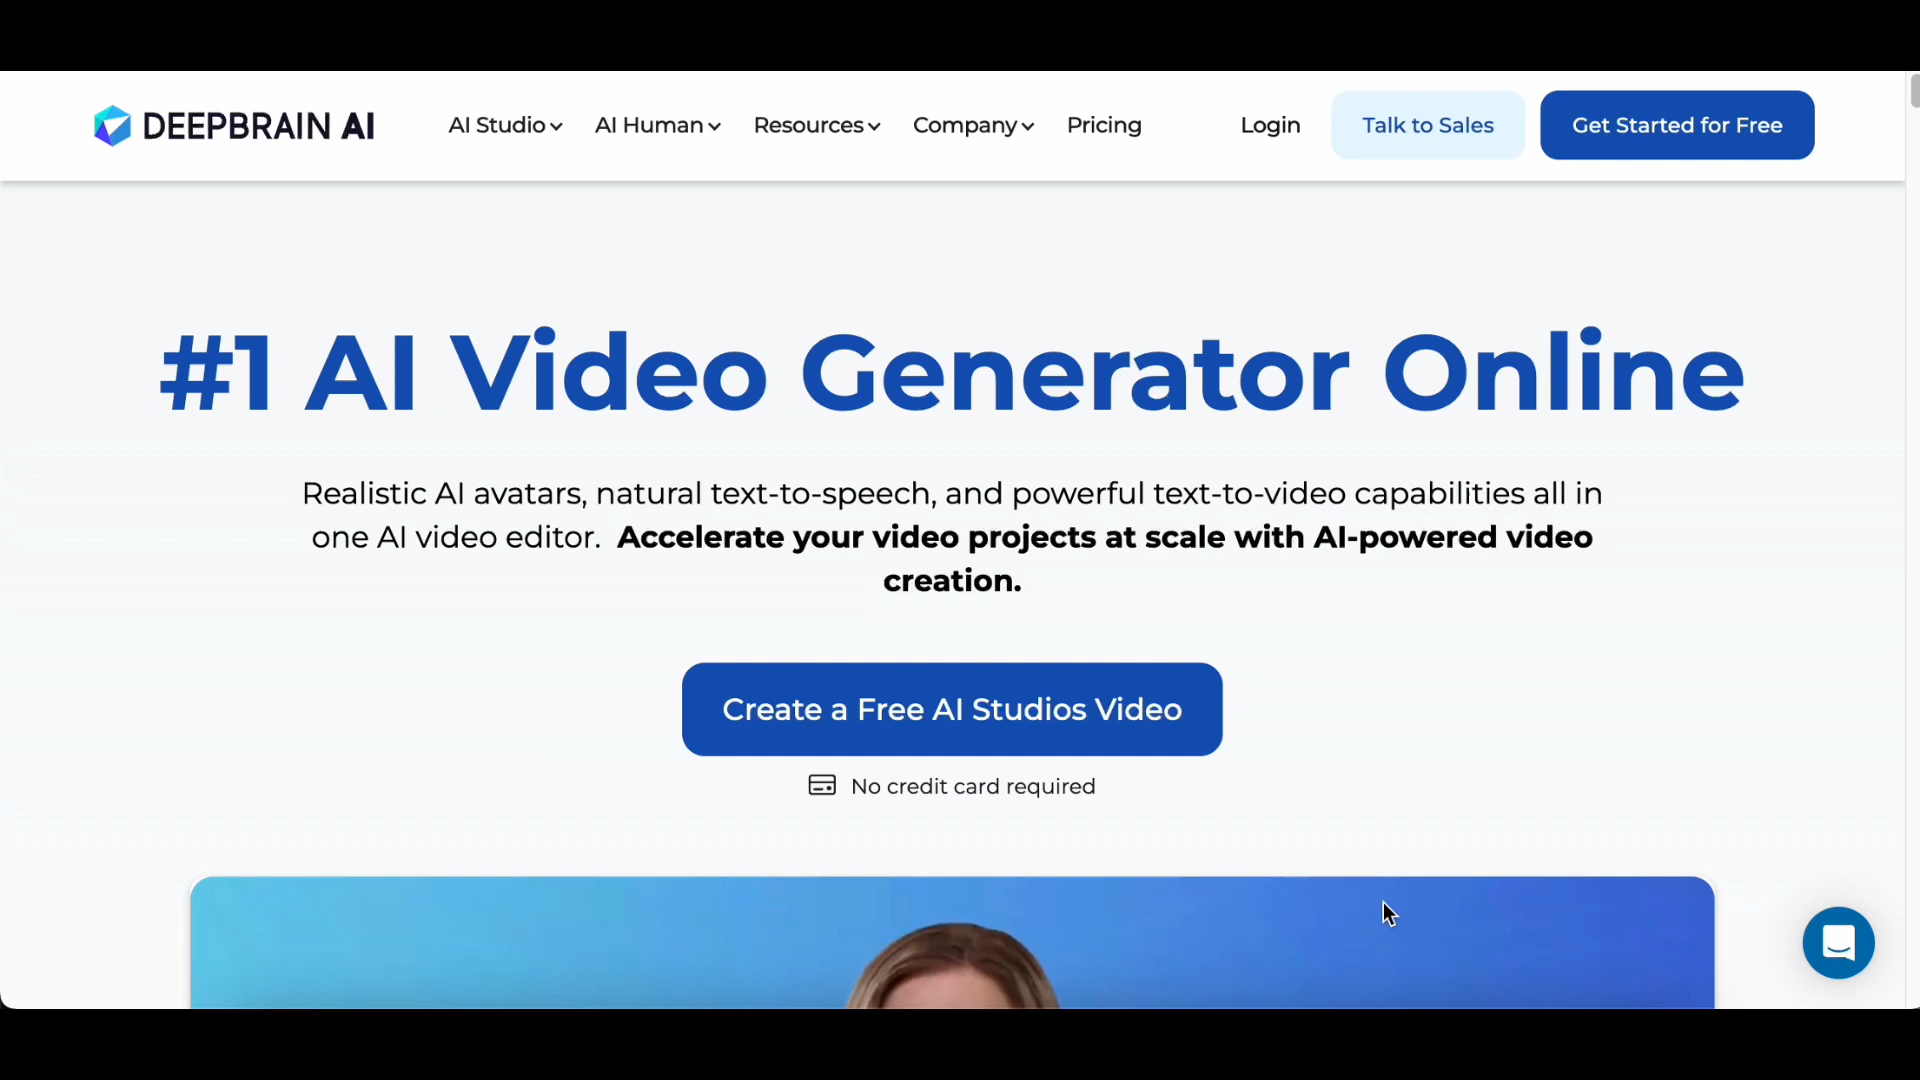 DEEPBRAIN AI
AI Studio
AI Human
Resources
Company
Pricing
Login
Talk to Sales
Get Started for Free
#1 AI Video Generator Online
Realistic AI avatars, natural text-to-speech, and powerful text-to-video capabilities all in
one AI video editor. Accelerate your video projects at scale with AI-powered video
creation.
Create a Free AI Studios Video
No credit card required